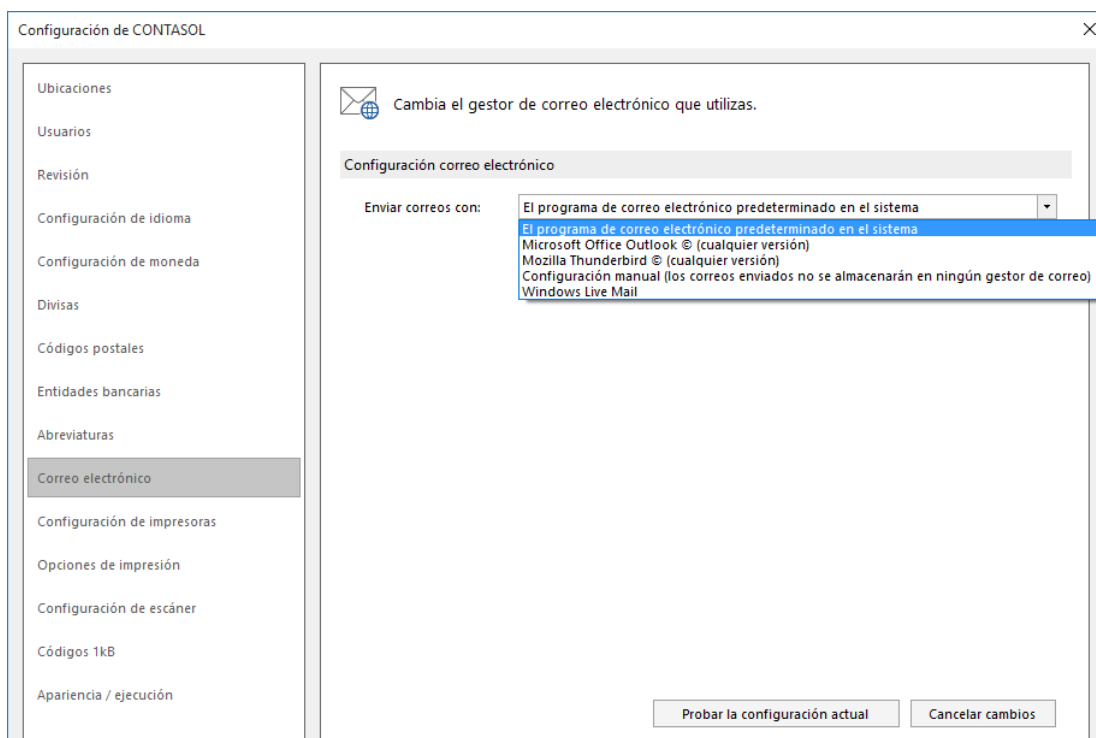 Configuración de CONTASOL
Ubicaciones
Usuarios
Revisión
Configuración de idioma
Configuración de moneda
Divisas
Códigos postales
Entidades bancarias
Abreviaturas
Correo electrónico
Configuración de impresoras
Opciones de impresión
Configuración de escáner
Códigos 1kB
Apariencia / ejecución
Cambia el gestor de correo electrónico que utilizas.
Configuración correo electrónico
Enviar correos con: El programa de correo electrónico predeterminado en el sistema
El programa de correo electrónico predeterminado en el sistema
Microsoft Office Outlook © (cualquier versión)
Mozilla Thunderbird © (cualquier versión)
Configuración manual (los correos enviados no se almacenarán en ningún gestor de correo)
Windows Live Mail
Probar la configuración actual Cancelar cambios